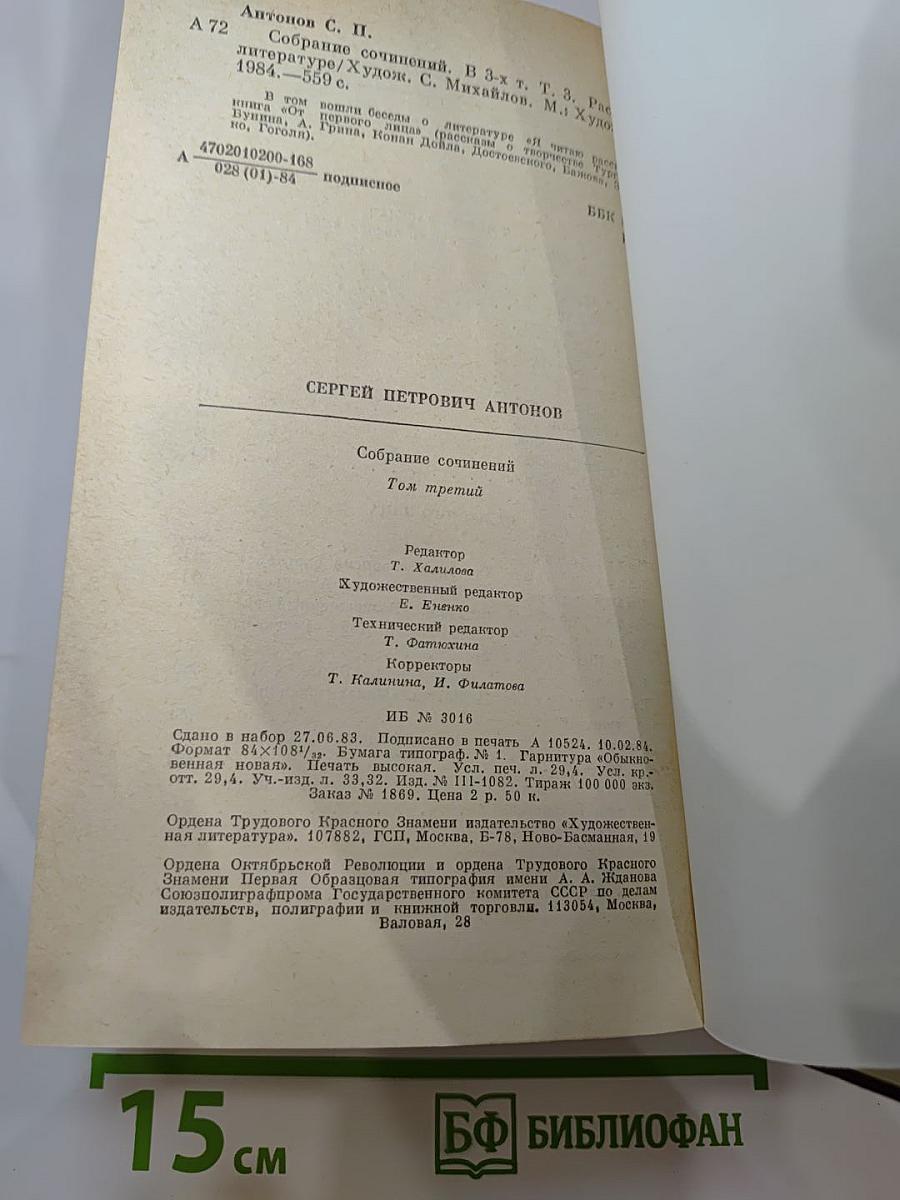 Антонов С. П.
А 72
Собрание сочинений. В 3-х т. Т. 3.
литературе/Худож. С. Михайлов. М.:
1984.—559 с.
В том вошли беседы о литературе «Я читаю
книга «От первого лица» (рассказы о творчестве
Бунина, А. Грина, Конан Дойла, Достоевского, Бажова,
ко, Гоголя).
А 4702010200-168
028 (01)-84 подписное
ББК
СЕРГЕЙ ПЕТРОВИЧ АНТОНОВ
Собрание сочинений
Том третий
Редактор
Т. Халилова
Художественный редактор
Е. Ененко
Технический редактор
Т. Фатюхина
Корректоры
Т. Калинина, И. Филатова
ИБ № 3016
Сдано в набор 27.06.83. Подписано в печать А 10524. 10.02.84.
Формат 84×108¹/₃₂. Бумага типограф. № 1. Гарнитура «Обыкно-
венная новая». Печать высокая. Усл. печ. л. 29,4. Усл. кр.-
отт. 29,4. Уч.-изд. л. 33,32. Изд. № III-1082. Тираж 100 000 экз.
Заказ № 1869. Цена 2 р. 50 к.
Ордена Трудового Красного Знамени издательство «Художествен-
ная литература». 107882, ГСП, Москва, Б-78, Ново-Басманная, 19
Ордена Октябрьской Революции и ордена Трудового Красного
Знамени Первая Образцовая типография имени А. А. Жданова
Союзполиграфпрома Государственного комитета СССР по делам
издательств, полиграфии и книжной торговли. 113054, Москва,
Валовая, 28
15 см
БФ БИБЛИОФАН